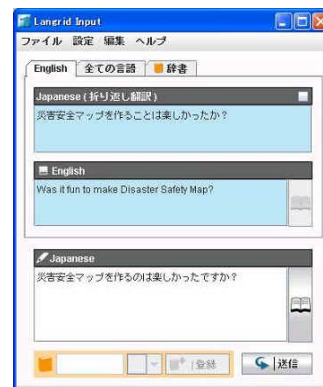 Langrid Input
ファイル 設定 編集 ヘルプ
English 全ての言語 辞書
Japanese (折り返し翻訳)
災害安全マップを作ることは楽しかったか？
English
Was it fun to make Disaster Safety Map?
Japanese
災害安全マップを作るのは楽しかったですか？
登録 送信